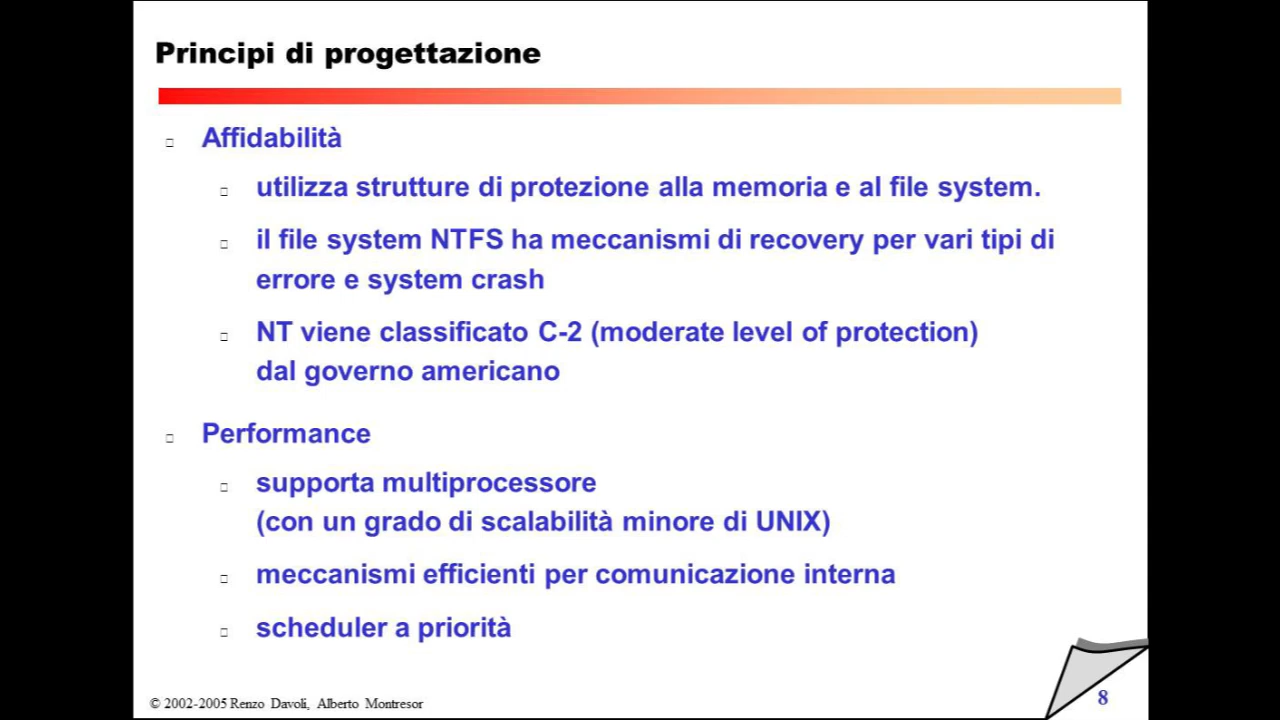 Principi di progettazione
Affidabilità
utilizza strutture di protezione alla memoria e al file system.
il file system NTFS ha meccanismi di recovery per vari tipi di
errore e system crash
NT viene classificato C-2 (moderate level of protection)
dal governo americano
Performance
supporta multiprocessore
(con un grado di scalabilità minore di UNIX)
meccanismi efficienti per comunicazione interna
scheduler a priorità
© 2002-2005 Renzo Davoli, Alberto Montresor
8